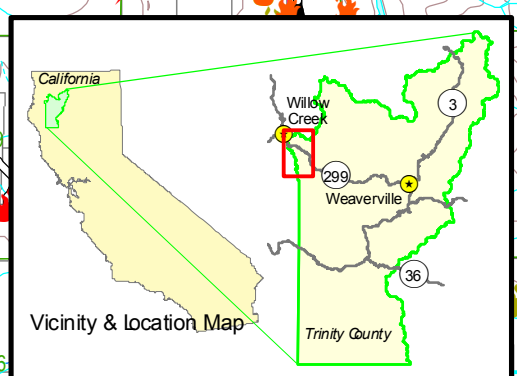 California
Willow
Creek
3
299
Weaverville
36
Vicinity & Location Map
Trinity County